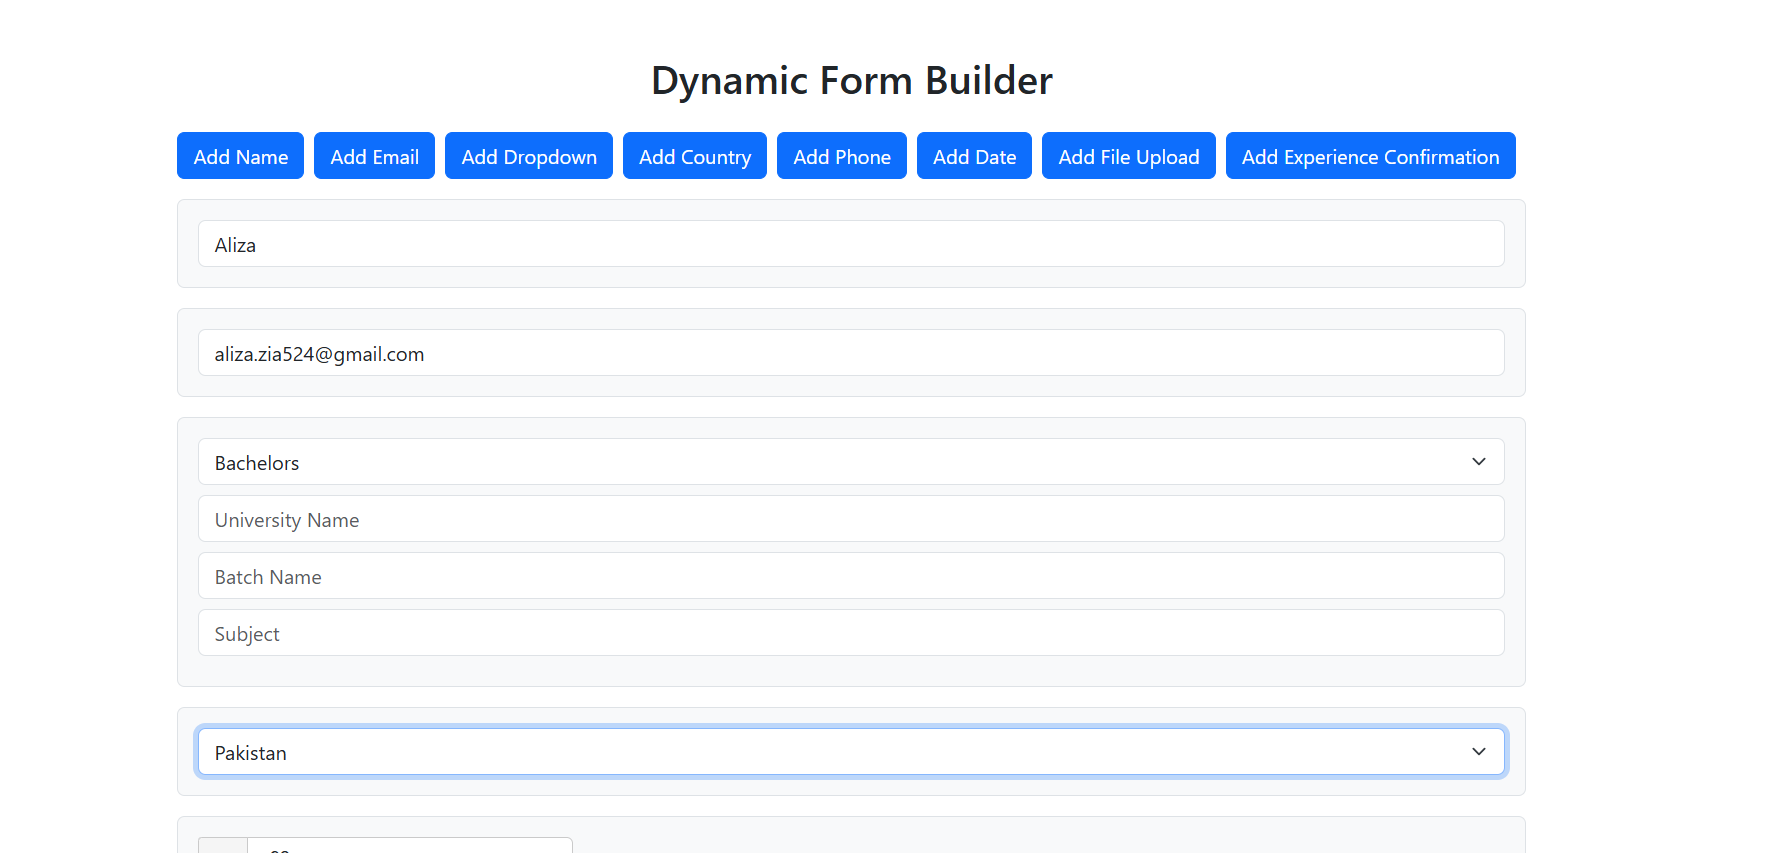 Dynamic Form Builder
Add Name Add Email Add Dropdown Add Country Add Phone Add Date Add File Upload Add Experience Confirmation
Aliza
aliza.zia524@gmail.com
Bachelors
University Name
Batch Name
Subject
Pakistan